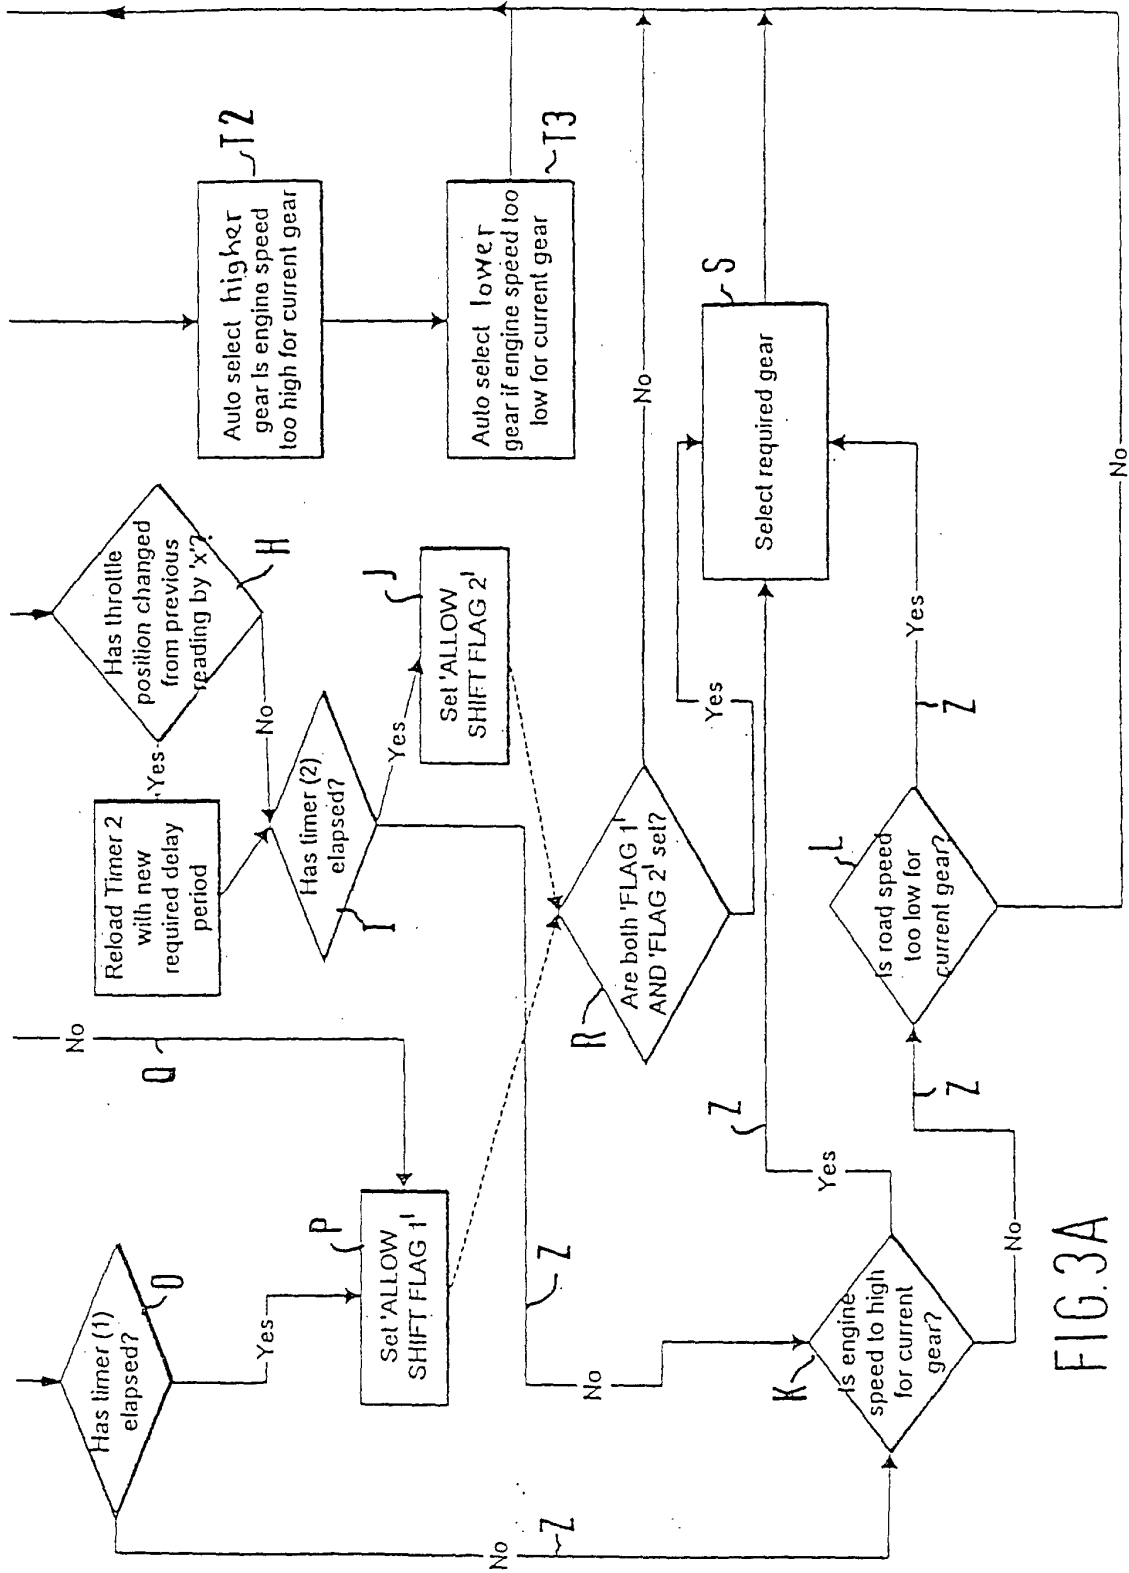 Has timer (1)
elapsed?
O
No
Z
Yes
P
Set 'ALLOW
SHIFT FLAG 1'
No
Q
Reload Timer 2
with new
required delay
period
Yes
Has throttle
position changed
from previous
reading by 'x'?
H
No
Has timer (2)
elapsed?
I
Yes
J
Set 'ALLOW
SHIFT FLAG 2'
Auto select higher
gear Is engine speed
too high for current gear
T2
Auto select lower
gear if engine speed too
low for current gear
T3
Z
No
R
Are both 'FLAG 1'
AND 'FLAG 2' set?
No
Yes
S
Select required gear
K
Is engine
speed to high
for current
gear?
Yes
Z
No
Z
L
Is road speed
too low for
current gear?
Z
Yes
No
FIG.3A